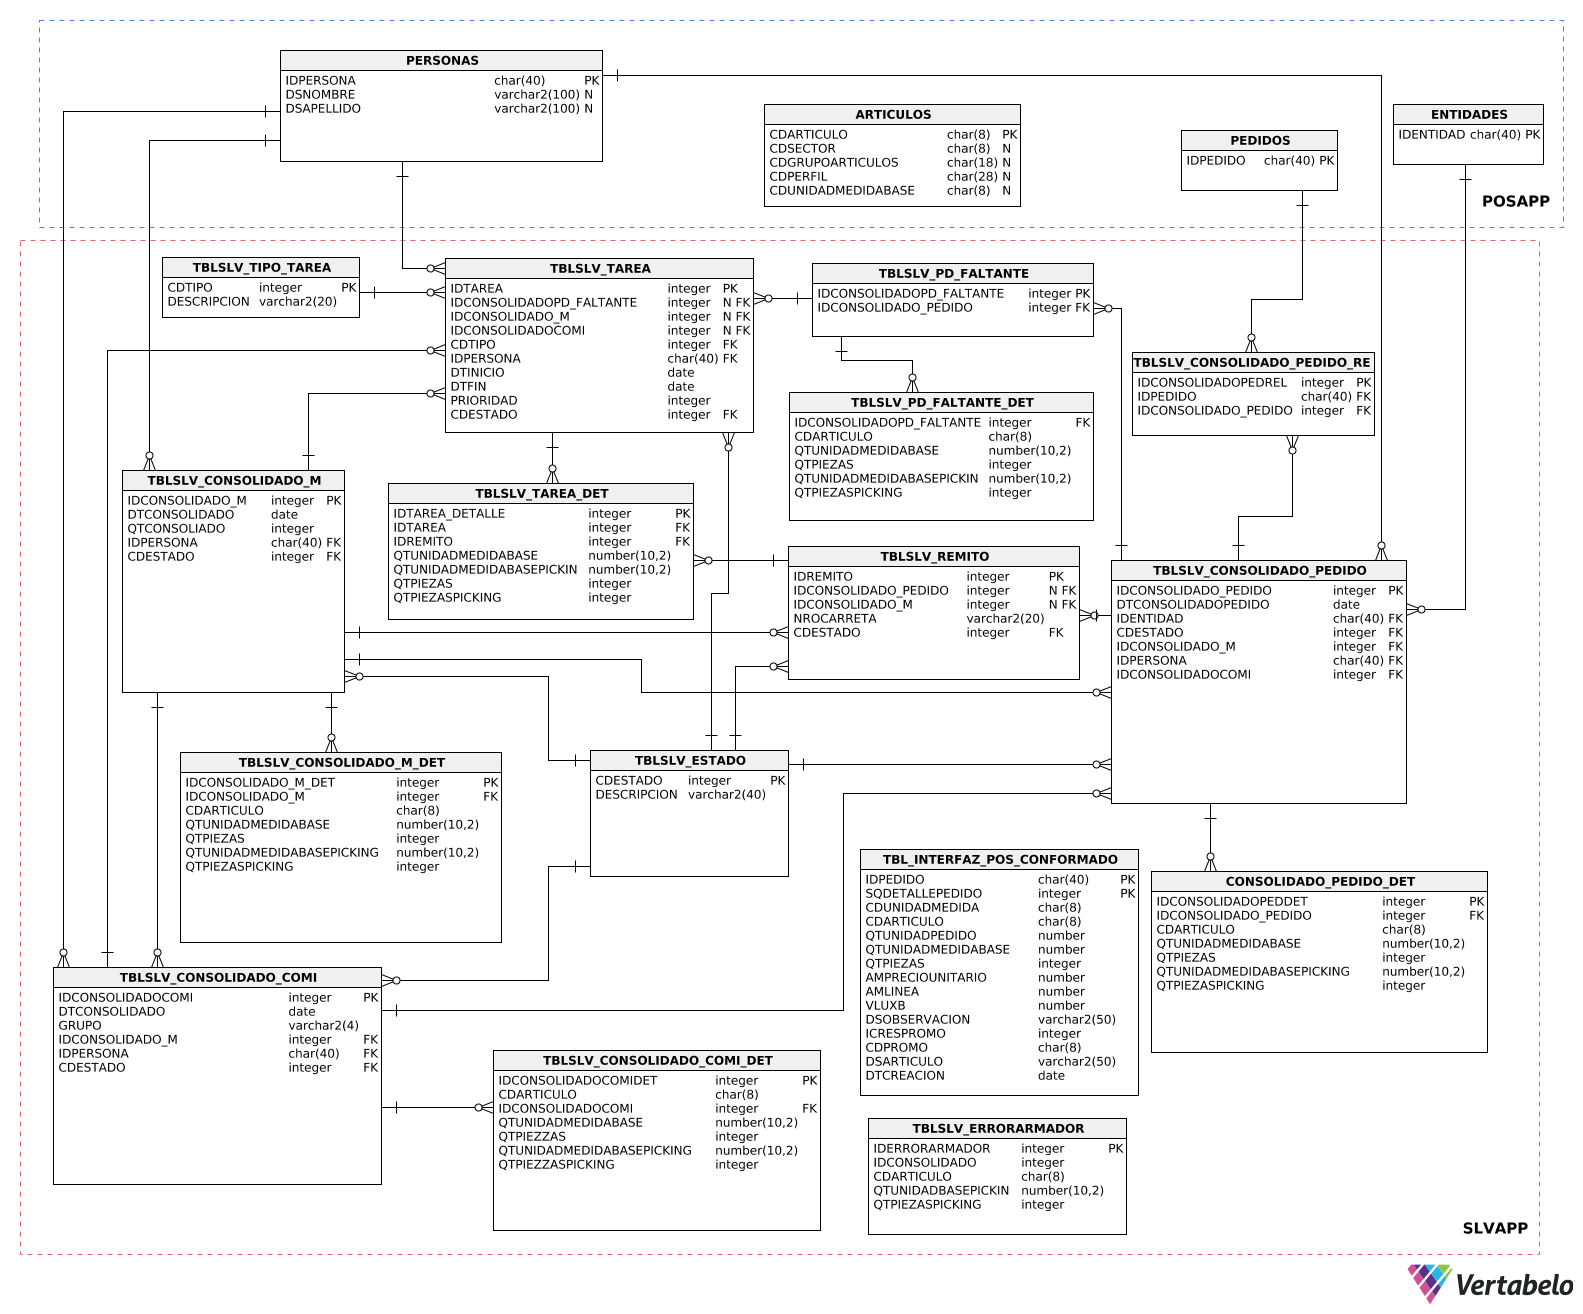 PERSONAS
IDPERSONA char(40) PK
DSNOMBRE varchar2(100) N
DSAPELLIDO varchar2(100) N
ARTICULOS
CDARTICULO char(8) PK
CDSECTOR char(8) N
CDGRUPOARTICULOS char(18) N
CDPERFIL char(28) N
CDUNIDADMEDIDABASE char(8) N
PEDIDOS
IDPEDIDO char(40) PK
ENTIDADES
IDENTIDAD char(40) PK
POSAPP
TBLSLV_TIPO_TAREA
CDTIPO integer PK
DESCRIPCION varchar2(20)
TBLSLV_TAREA
IDTAREA integer PK
IDCONSOLIDADOPD_FALTANTE integer N FK
IDCONSOLIDADO_M integer N FK
IDCONSOLIDADOCOMI integer N FK
CDTIPO integer FK
IDPERSONA char(40) FK
DTINICIO date
DTFIN date
PRIORIDAD integer
CDESTADO integer FK
TBLSLV_PD_FALTANTE
IDCONSOLIDADOPD_FALTANTE integer PK
IDCONSOLIDADO_PEDIDO integer FK
TBLSLV_CONSOLIDADO_PEDIDO_RE
IDCONSOLIDADOPEDREL integer PK
IDPEDIDO char(40) FK
IDCONSOLIDADO_PEDIDO integer FK
TBLSLV_PD_FALTANTE_DET
IDCONSOLIDADOPD_FALTANTE integer FK
CDARTICULO char(8)
QTUNIDADMEDIDABASE number(10,2)
QTPIEZAS integer
QTUNIDADMEDIDABASEPICKIN number(10,2)
QTPIEZASPICKING integer
TBLSLV_CONSOLIDADO_M
IDCONSOLIDADO_M integer PK
DTCONSOLIDADO date
QTCONSOLIADO integer
IDPERSONA char(40) FK
CDESTADO integer FK
TBLSLV_TAREA_DET
IDTAREA_DETALLE integer PK
IDTAREA integer FK
IDREMITO integer FK
QTUNIDADMEDIDABASE number(10,2)
QTUNIDADMEDIDABASEPICKIN number(10,2)
QTPIEZAS integer
QTPIEZASPICKING integer
TBLSLV_REMITO
IDREMITO integer PK
IDCONSOLIDADO_PEDIDO integer N FK
IDCONSOLIDADO_M integer N FK
NROCARRETA varchar2(20)
CDESTADO integer FK
TBLSLV_CONSOLIDADO_PEDIDO
IDCONSOLIDADO_PEDIDO integer PK
DTCONSOLIDADOPEDIDO date
IDENTIDAD char(40) FK
CDESTADO integer FK
IDCONSOLIDADO_M integer FK
IDPERSONA char(40) FK
IDCONSOLIDADOCOMI integer FK
TBLSLV_CONSOLIDADO_M_DET
IDCONSOLIDADO_M_DET integer PK
IDCONSOLIDADO_M integer FK
CDARTICULO char(8)
QTUNIDADMEDIDABASE number(10,2)
QTPIEZAS integer
QTUNIDADMEDIDABASEPICKING number(10,2)
QTPIEZASPICKING integer
TBLSLV_ESTADO
CDESTADO integer PK
DESCRIPCION varchar2(40)
TBL_INTERFAZ_POS_CONFORMADO
IDPEDIDO char(40) PK
SQDETALLEPEDIDO integer PK
CDUNIDADMEDIDA char(8)
CDARTICULO char(8)
QTUNIDADPEDIDO number
QTUNIDADMEDIDABASE number
QTPIEZAS integer
AMPRECIOUNITARIO number
AMLINEA number
VLUXB number
DSOBSERVACION varchar2(50)
ICRESPROMO integer
CDPROMO char(8)
DSARTICULO varchar2(50)
DTCREACION date
CONSOLIDADO_PEDIDO_DET
IDCONSOLIDADOPEDDET integer PK
IDCONSOLIDADO_PEDIDO integer FK
CDARTICULO char(8)
QTUNIDADMEDIDABASE number(10,2)
QTPIEZAS integer
QTUNIDADMEDIDABASEPICKING number(10,2)
QTPIEZASPICKING integer
TBLSLV_CONSOLIDADO_COMI
IDCONSOLIDADOCOMI integer PK
DTCONSOLIDADO date
GRUPO varchar2(4)
IDCONSOLIDADO_M integer FK
IDPERSONA char(40) FK
CDESTADO integer FK
TBLSLV_CONSOLIDADO_COMI_DET
IDCONSOLIDADOCOMIDET integer PK
CDARTICULO char(8)
IDCONSOLIDADOCOMI integer FK
QTUNIDADMEDIDABASE number(10,2)
QTPIEZZAS integer
QTUNIDADMEDIDABASEPICKING number(10,2)
QTPIEZZASPICKING integer
TBLSLV_ERRORARMADOR
IDERRORARMADOR integer PK
IDCONSOLIDADO integer
CDARTICULO char(8)
QTUNIDADBASEPICKIN number(10,2)
QTPIEZASPICKING integer
SLVAPP
Vertabelo